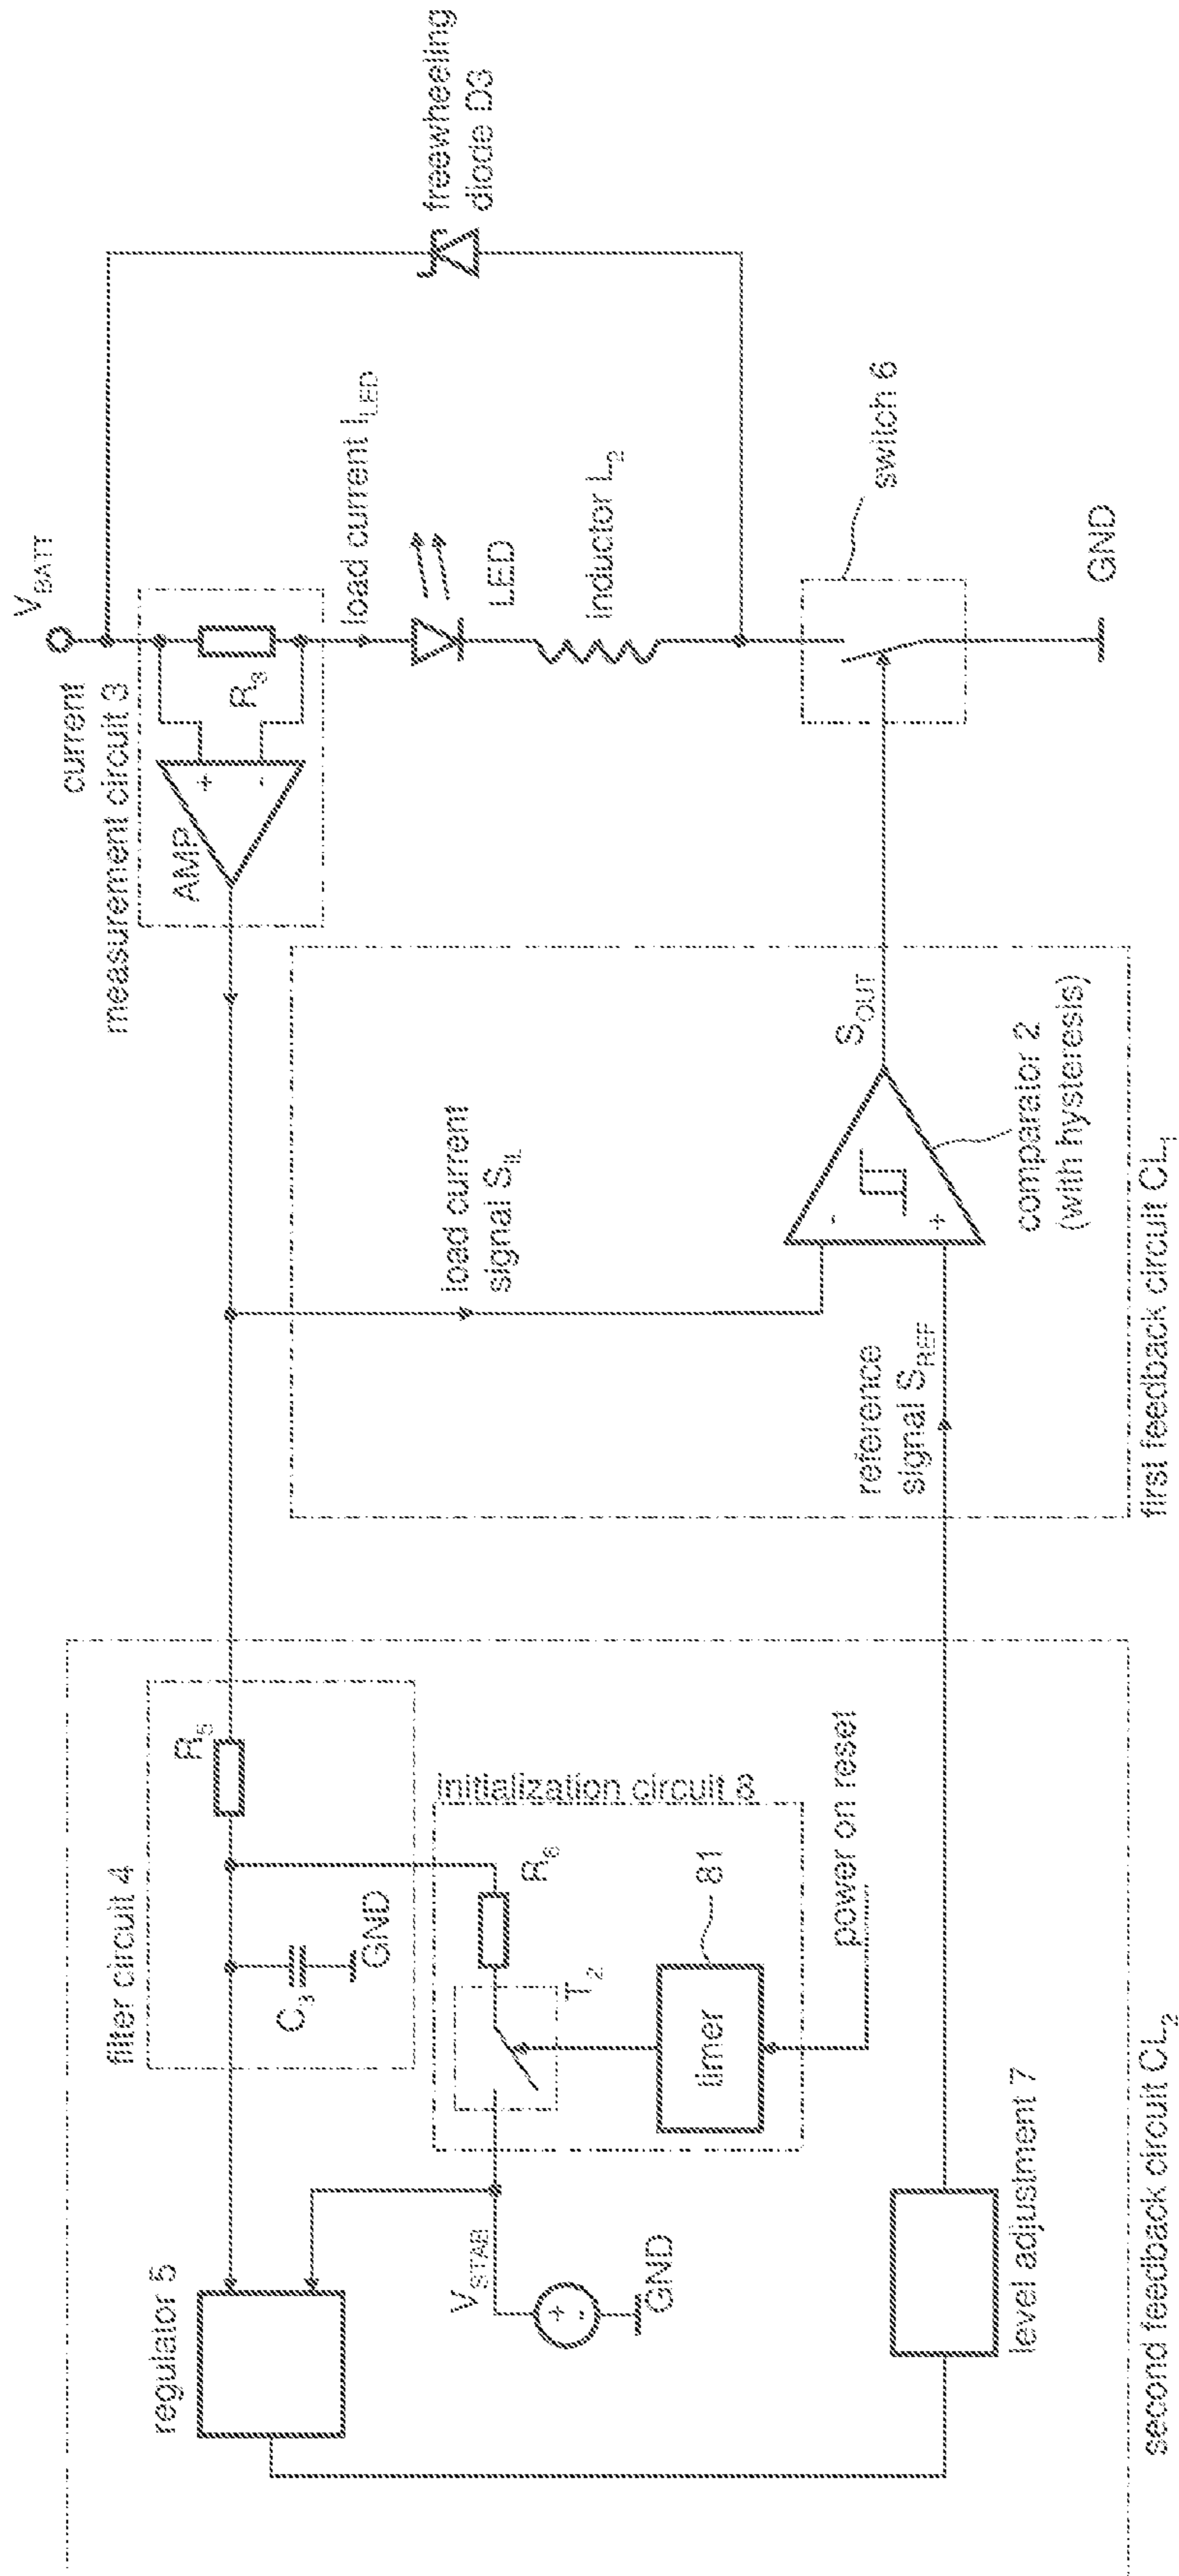 V_BATT
current
measurement circuit 3
AMP
+
-
R_3
load current I_LED
LED
inductor L_2
freewheeling
diode D3
switch 6
GND
load current
signal S_IL
-
+
S_OUT
comparator 2
(with hysteresis)
reference
signal S_REF
first feedback circuit CL_1
filter circuit 4
R_5
C_3
GND
initialization circuit 8
R_6
T_2
timer
81
power on reset
regulator 5
V_STAB
+
-
GND
level adjustment 7
second feedback circuit CL_2